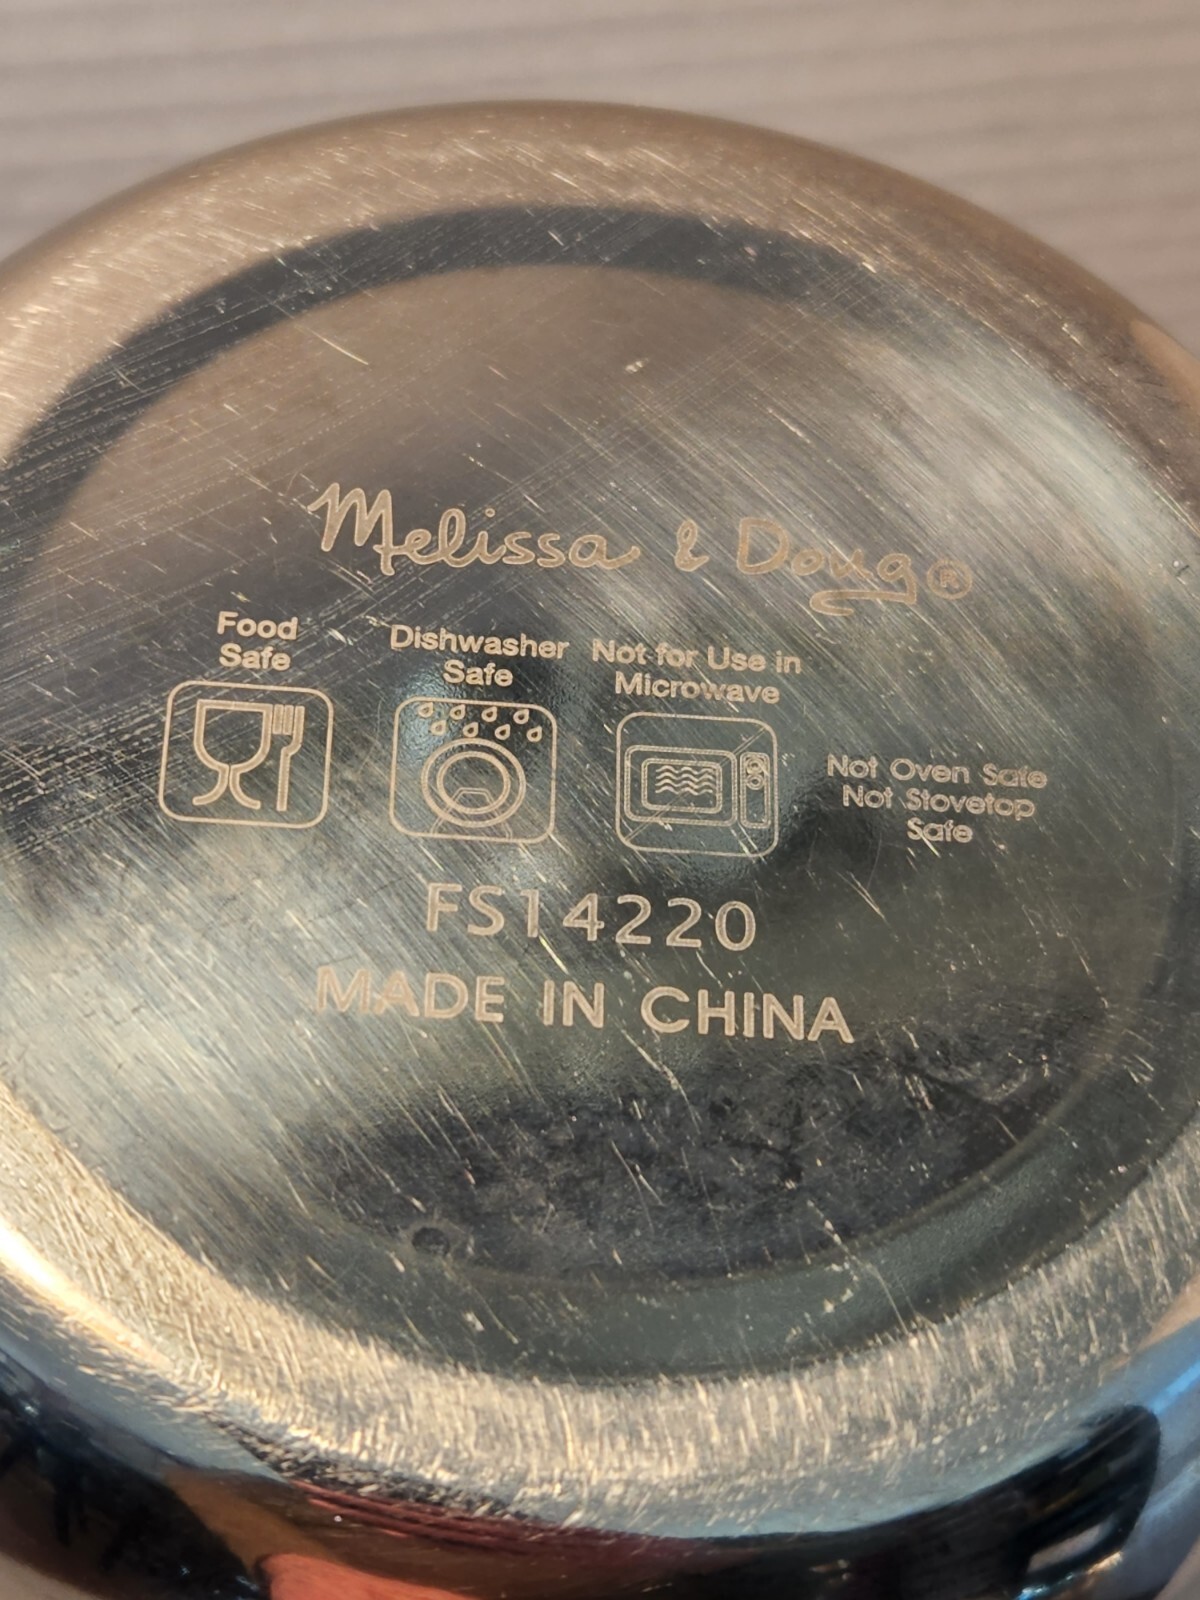 Melissa & Doug®
Food
Safe
Dishwasher
Safe
Not for Use in
Microwave
Not Oven Safe
Not Stovetop
Safe
FS14220
MADE IN CHINA